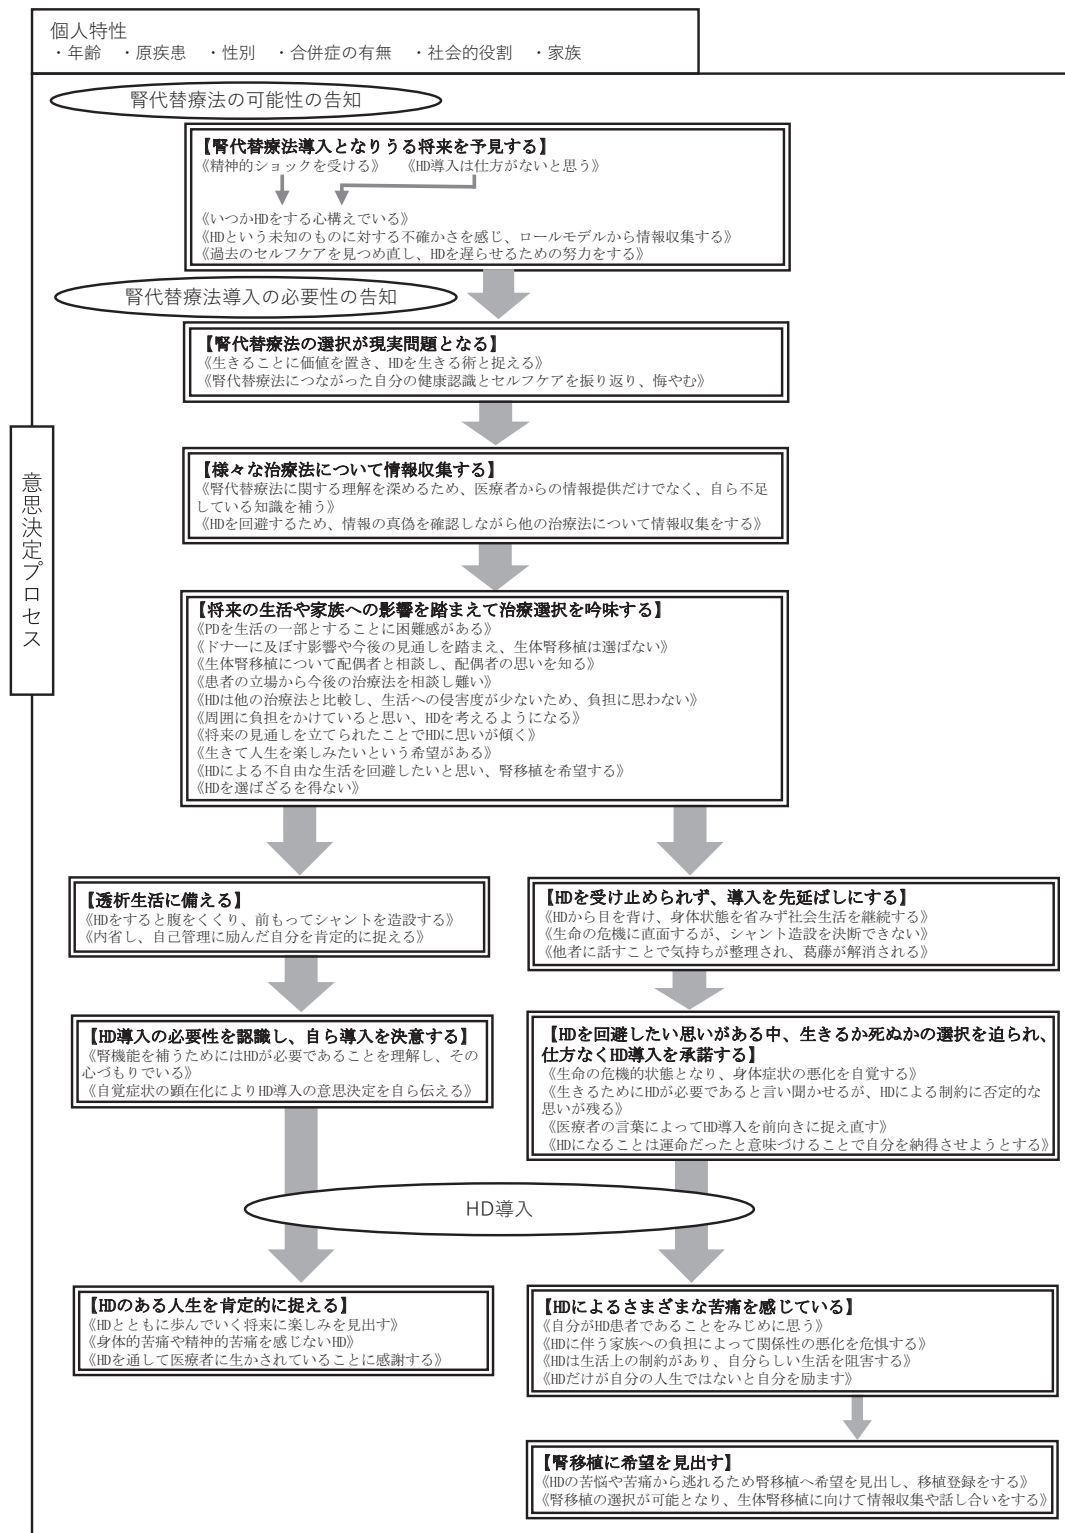 個人特性
・年齢　・原疾患　・性別　・合併症の有無　・社会的役割　・家族
腎代替療法の可能性の告知
【腎代替療法導入となりうる将来を予見する】
《精神的ショックを受ける》　《HD導入は仕方がないと思う》
《いつかHDをする心構えでいる》
《HDという未知のものに対する不確かさを感じ、ロールモデルから情報収集する》
《過去のセルフケアを見つめ直し、HDを遅らせるための努力をする》
腎代替療法導入の必要性の告知
【腎代替療法の選択が現実問題となる】
《生きることに価値を置き、HDを生きる術と捉える》
《腎代替療法につながった自分の健康認識とセルフケアを振り返り、悔やむ》
意思決定プロセス
【様々な治療法について情報収集する】
《腎代替療法に関する理解を深めるため、医療者からの情報提供だけでなく、自ら不足
している知識を補う》
《HDを回避するため、情報の真偽を確認しながら他の治療法について情報収集をする》
【将来の生活や家族への影響を踏まえて治療選択を吟味する】
《PDを生活の一部とすることに困難感がある》
《ドナーに及ぼす影響や今後の見通しを踏まえ、生体腎移植は選ばない》
《生体腎移植について配偶者と相談し、配偶者の思いを知る》
《患者の立場から今後の治療法を相談し難い》
《HDは他の治療法と比較し、生活への侵害度が少ないため、負担に思わない》
《周囲に負担をかけていると思い、HDを考えるようになる》
《将来の見通しを立てられたことでHDに思いが傾く》
《生きて人生を楽しみたいという希望がある》
《HDによる不自由な生活を回避したいと思い、腎移植を希望する》
《HDを選ばざるを得ない》
【透析生活に備える】
《HDをすると腹をくくり、前もってシャントを造設する》
《内省し、自己管理に励んだ自分を肯定的に捉える》
【HDを受け止められず、導入を先延ばしにする】
《HDから目を背け、身体状態を省みず社会生活を継続する》
《生命の危機に直面するが、シャント造設を決断できない》
《他者に話すことで気持ちが整理され、葛藤が解消される》
【HD導入の必要性を認識し、自ら導入を決意する】
《腎機能を補うためにはHDが必要であることを理解し、その
心づもりでいる》
《自覚症状の顕在化によりHD導入の意思決定を自ら伝える》
【HDを回避したい思いがある中、生きるか死ぬかの選択を迫られ、
仕方なくHD導入を承諾する】
《生命の危機的状態となり、身体症状の悪化を自覚する》
《生きるためにHDが必要であると言い聞かせるが、HDによる制約に否定的な
思いが残る》
《医療者の言葉によってHD導入を前向きに捉え直す》
《HDになることは運命だったと意味づけることで自分を納得させようとする》
HD導入
【HDのある人生を肯定的に捉える】
《HDとともに歩んでいく将来に楽しみを見出す》
《身体的苦痛や精神的苦痛を感じないHD》
《HDを通して医療者に生かされていることに感謝する》
【HDによるさまざまな苦痛を感じている】
《自分がHD患者であることをみじめに思う》
《HDに伴う家族への負担によって関係性の悪化を危惧する》
《HDは生活上の制約があり、自分らしい生活を阻害する》
《HDだけが自分の人生ではないと自分を励ます》
【腎移植に希望を見出す】
《HDの苦悩や苦痛から逃れるため腎移植へ希望を見出し、移植登録をする》
《腎移植の選択が可能となり、生体腎移植に向けて情報収集や話し合いをする》